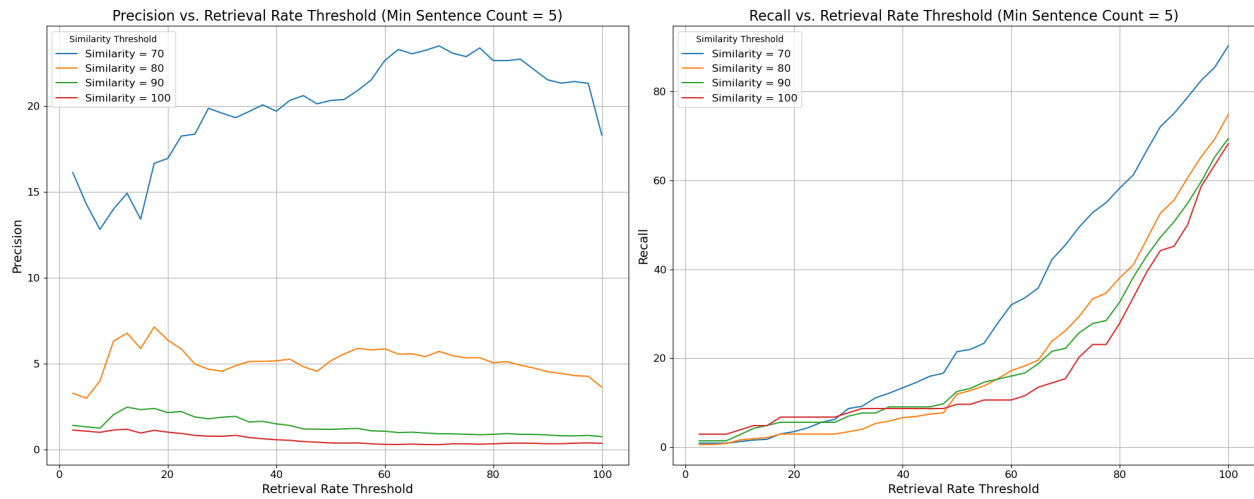 Precision vs. Retrieval Rate Threshold (Min Sentence Count = 5)
Similarity Threshold
Similarity = 70
Similarity = 80
Similarity = 90
Similarity = 100
Precision
20
15
10
5
0
0
20
40
60
80
100
Retrieval Rate Threshold
Recall vs. Retrieval Rate Threshold (Min Sentence Count = 5)
Similarity Threshold
Similarity = 70
Similarity = 80
Similarity = 90
Similarity = 100
Recall
80
60
40
20
0
0
20
40
60
80
100
Retrieval Rate Threshold